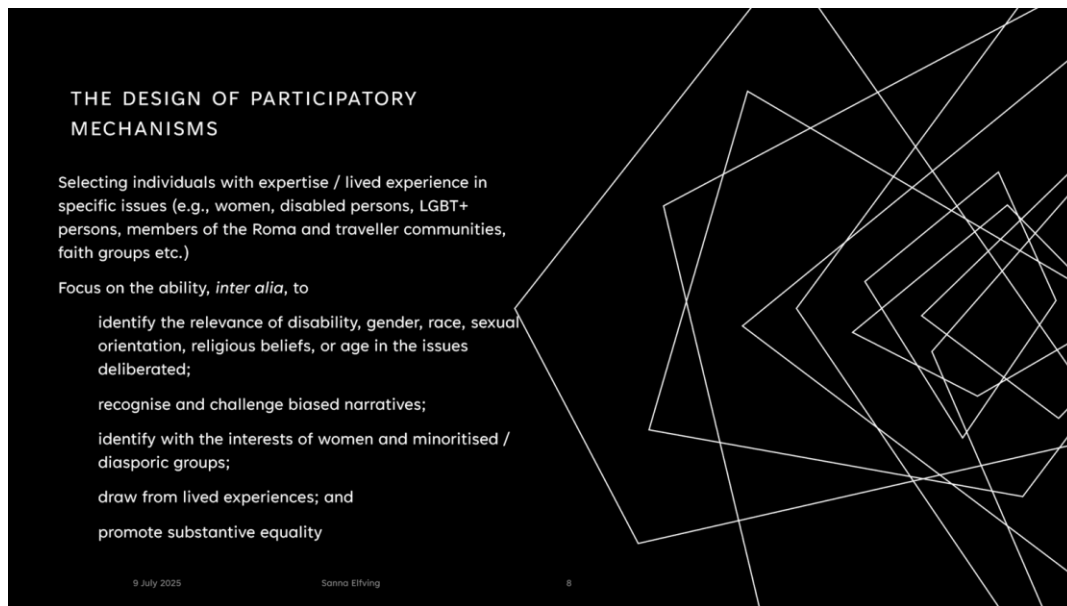 THE DESIGN OF PARTICIPATORY
MECHANISMS
Selecting individuals with expertise / lived experience in
specific issues (e.g., women, disabled persons, LGBT+
persons, members of the Roma and traveller communities,
faith groups etc.)
Focus on the ability, inter alia, to
identify the relevance of disability, gender, race, sexual
orientation, religious beliefs, or age in the issues
deliberated;
recognise and challenge biased narratives;
identify with the interests of women and minoritised /
diasporic groups;
draw from lived experiences; and
promote substantive equality
9 July 2025 Sanna Elfving 8